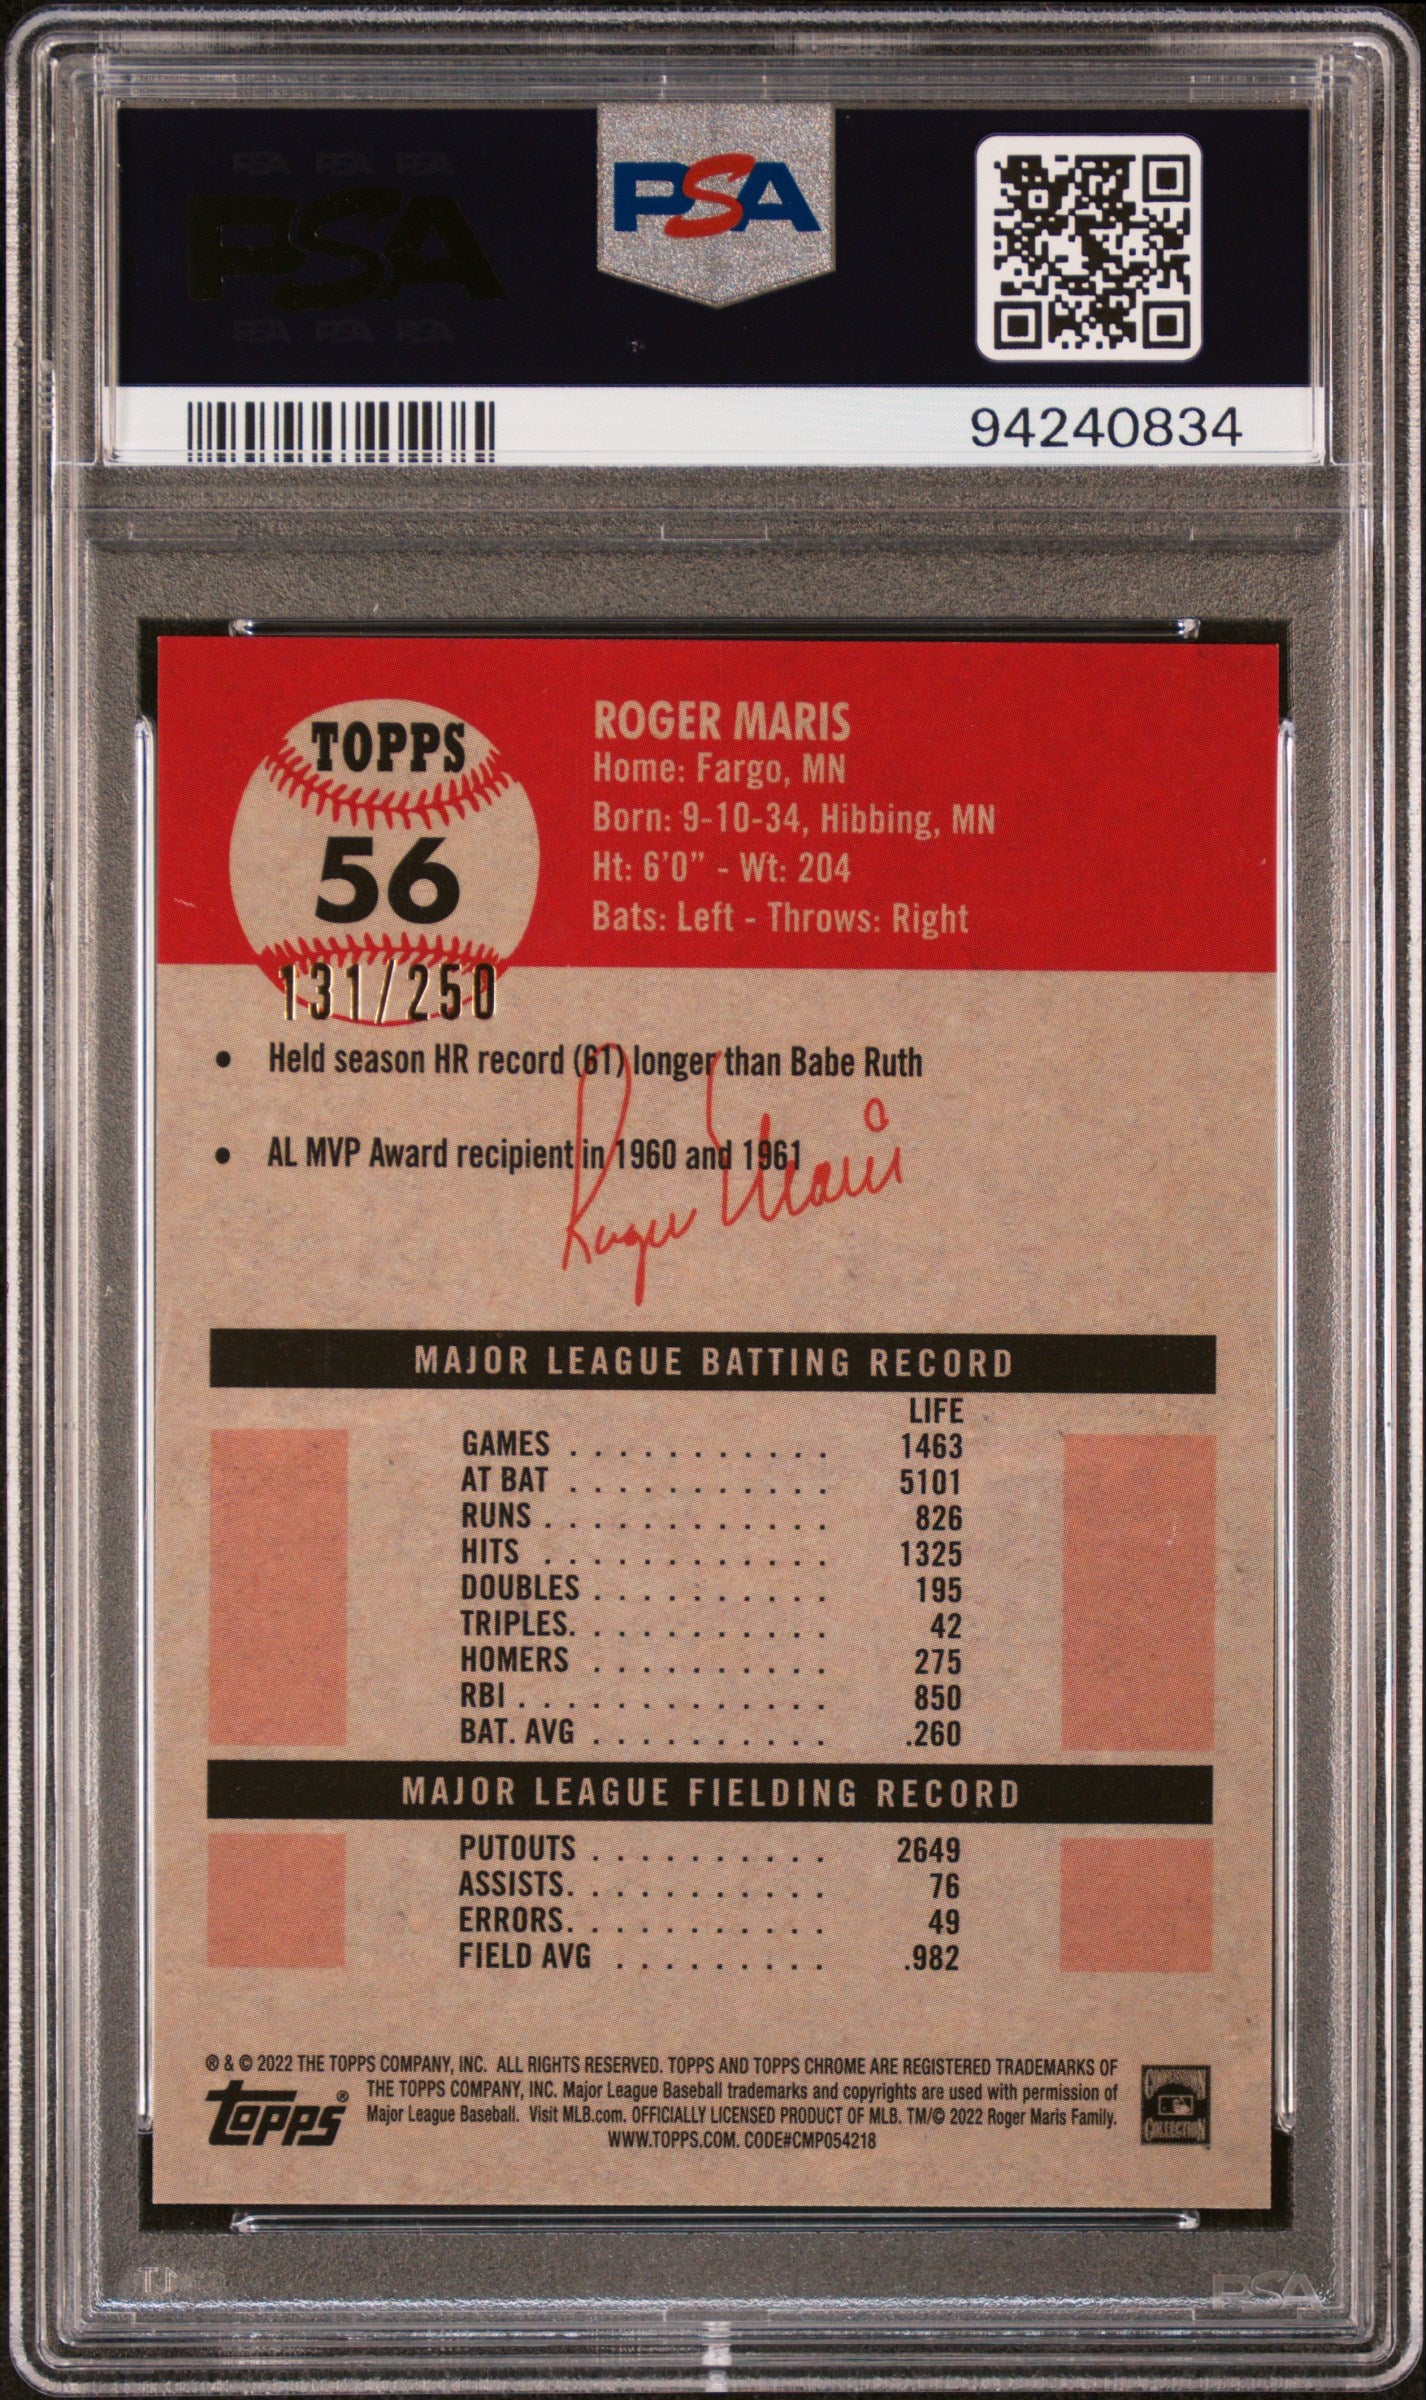 PSA PSA PSA
PSA
PSA PSA PSA
PSA
94240834
TOPPS
56
131/250
ROGER MARIS
Home: Fargo, MN
Born: 9-10-34, Hibbing, MN
Ht: 6'0" - Wt: 204
Bats: Left - Throws: Right
• Held season HR record (61) longer than Babe Ruth
• AL MVP Award recipient in 1960 and 1961
Roger Maris
MAJOR LEAGUE BATTING RECORD
LIFE
GAMES . . . . . . . . . . . 1463
AT BAT . . . . . . . . . . . 5101
RUNS . . . . . . . . . . . . 826
HITS . . . . . . . . . . . . 1325
DOUBLES . . . . . . . . . . 195
TRIPLES. . . . . . . . . . . 42
HOMERS . . . . . . . . . . 275
RBI . . . . . . . . . . . . . 850
BAT. AVG . . . . . . . . . . .260
MAJOR LEAGUE FIELDING RECORD
PUTOUTS . . . . . . . . . . 2649
ASSISTS. . . . . . . . . . . 76
ERRORS. . . . . . . . . . . 49
FIELD AVG . . . . . . . . . .982
® & © 2022 THE TOPPS COMPANY, INC. ALL RIGHTS RESERVED. TOPPS AND TOPPS CHROME ARE REGISTERED TRADEMARKS OF
THE TOPPS COMPANY, INC. Major League Baseball trademarks and copyrights are used with permission of
Major League Baseball. Visit MLB.com. OFFICIALLY LICENSED PRODUCT OF MLB. TM/© 2022 Roger Maris Family.
WWW.TOPPS.COM. CODE#CMP054218
Topps®
COLLECTION
PSA